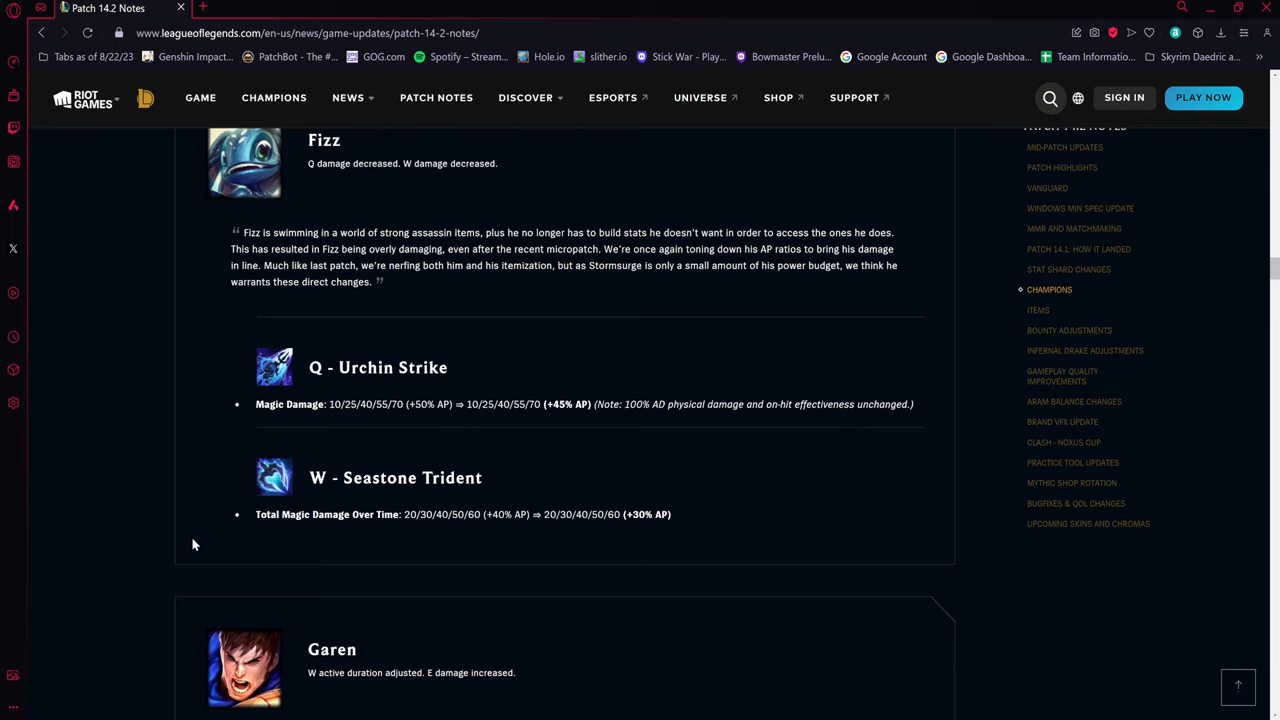 Patch 14.2 Notes
www.leagueoflegends.com/en-us/news/game-updates/patch-14-2-notes/
Tabs as of 8/22/23
Genshin Impact...
PatchBot - The #...
GOG.com
Spotify – Stream...
Hole.io
slither.io
Stick War - Play...
Bowmaster Prelu...
Google Account
Google Dashboa...
Team Informatio...
Skyrim Daedric a...
RIOT GAMES
GAME
CHAMPIONS
NEWS
PATCH NOTES
DISCOVER
ESPORTS
UNIVERSE
SHOP
SUPPORT
SIGN IN
PLAY NOW
Fizz
Q damage decreased. W damage decreased.
Fizz is swimming in a world of strong assassin items, plus he no longer has to build stats he doesn't want in order to access the ones he does.
This has resulted in Fizz being overly damaging, even after the recent micropatch. We're once again toning down his AP ratios to bring his damage
in line. Much like last patch, we're nerfing both him and his itemization, but as Stormsurge is only a small amount of his power budget, we think he
warrants these direct changes.
Q - Urchin Strike
Magic Damage: 10/25/40/55/70 (+50% AP) ⇒ 10/25/40/55/70 (+45% AP) (Note: 100% AD physical damage and on-hit effectiveness unchanged.)
W - Seastone Trident
Total Magic Damage Over Time: 20/30/40/50/60 (+40% AP) ⇒ 20/30/40/50/60 (+30% AP)
Garen
W active duration adjusted. E damage increased.
PATCH 14.2 NOTES
MID-PATCH UPDATES
PATCH HIGHLIGHTS
VANGUARD
WINDOWS MIN SPEC UPDATE
MMR AND MATCHMAKING
PATCH 14.1: HOW IT LANDED
STAT SHARD CHANGES
CHAMPIONS
ITEMS
BOUNTY ADJUSTMENTS
INFERNAL DRAKE ADJUSTMENTS
GAMEPLAY QUALITY
IMPROVEMENTS
ARAM BALANCE CHANGES
BRAND VFX UPDATE
CLASH - NOXUS CUP
PRACTICE TOOL UPDATES
MYTHIC SHOP ROTATION
BUGFIXES & QOL CHANGES
UPCOMING SKINS AND CHROMAS